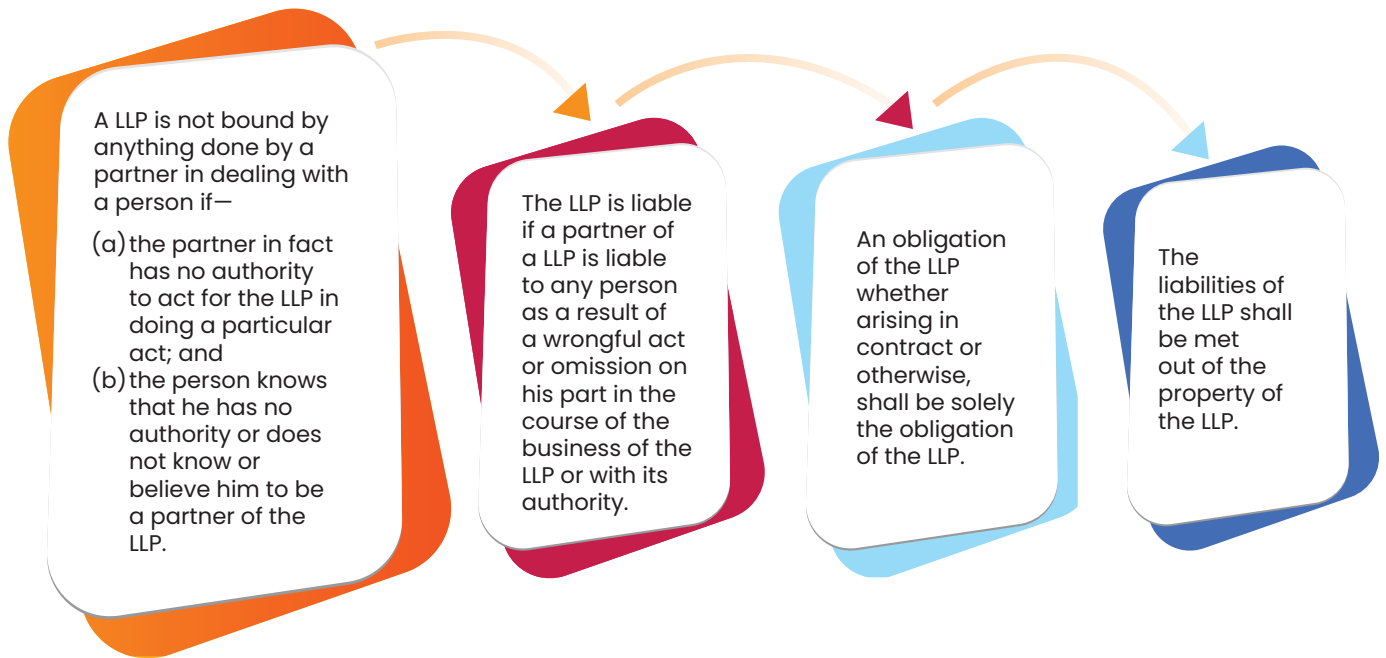 A LLP is not bound by
anything done by a
partner in dealing with
a person if—
(a) the partner in fact
has no authority
to act for the LLP in
doing a particular
act; and
(b) the person knows
that he has no
authority or does
not know or
believe him to be
a partner of the
LLP.
The LLP is liable
if a partner of
a LLP is liable
to any person
as a result of
a wrongful act
or omission on
his part in the
course of the
business of the
LLP or with its
authority.
An obligation
of the LLP
whether
arising in
contract or
otherwise,
shall be solely
the obligation
of the LLP.
The
liabilities of
the LLP shall
be met
out of the
property of
the LLP.